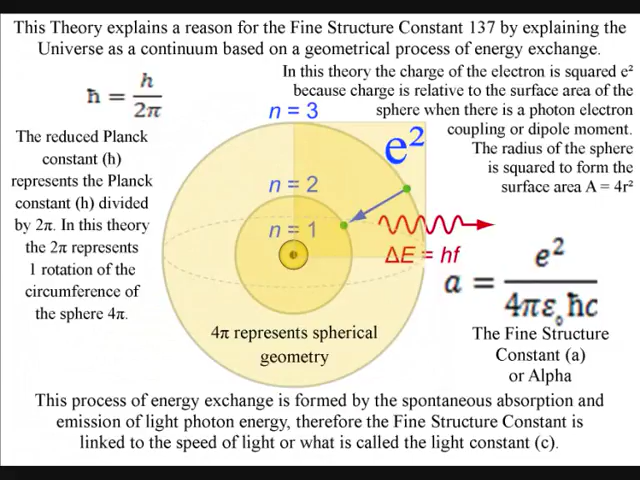 This Theory explains a reason for the Fine Structure Constant 137 by explaining the
Universe as a continuum based on a geometrical process of energy exchange.
ħ = h / 2π
The reduced Planck
constant (h)
represents the Planck
constant (h) divided
by 2π. In this theory
the 2π represents
1 rotation of the
circumference of
the sphere 4π.
In this theory the charge of the electron is squared e²
because charge is relative to the surface area of the
sphere when there is a photon electron
coupling or dipole moment.
The radius of the sphere
is squared to form the
surface area A = 4r²
n = 3
e²
n = 2
n = 1
ΔE = hf
a = e² / 4πε₀ħc
4π represents spherical
geometry
The Fine Structure
Constant (a)
or Alpha
This process of energy exchange is formed by the spontaneous absorption and
emission of light photon energy, therefore the Fine Structure Constant is
linked to the speed of light or what is called the light constant (c).